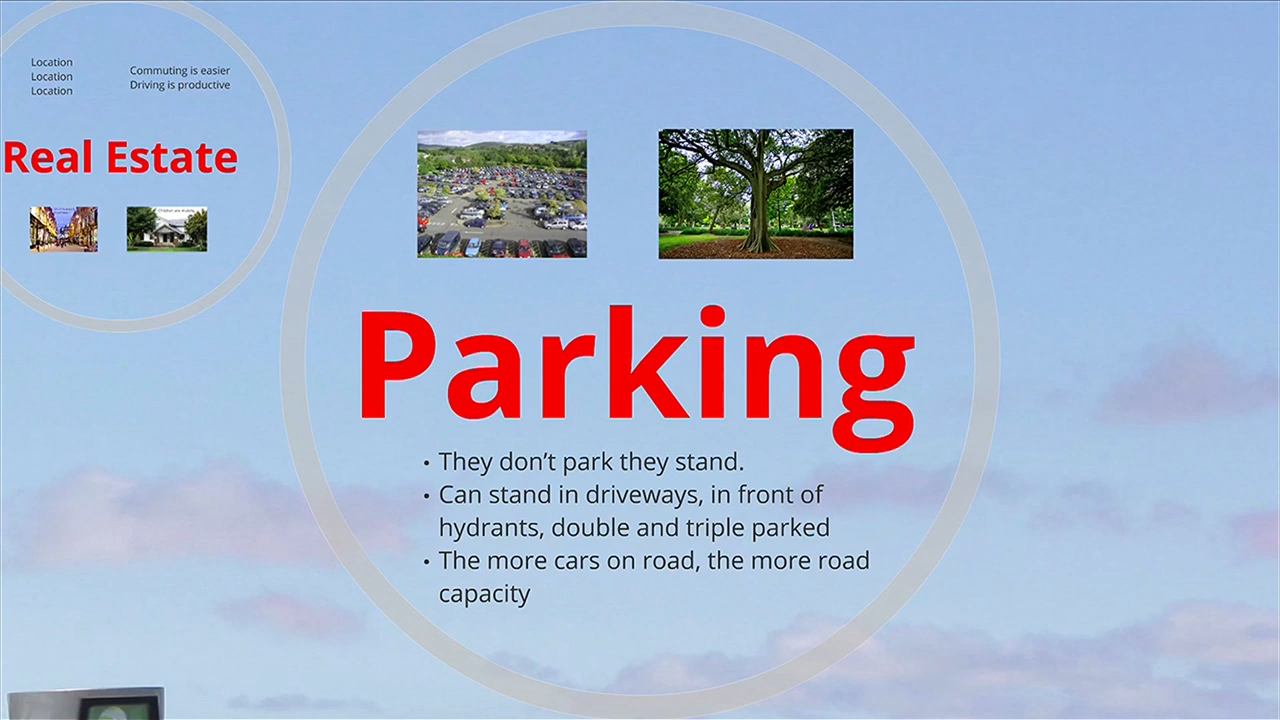 Location
Location
Location
Commuting is easier
Driving is productive
Real Estate
Parking
• They don't park they stand.
• Can stand in driveways, in front of
hydrants, double and triple parked
• The more cars on road, the more road
capacity